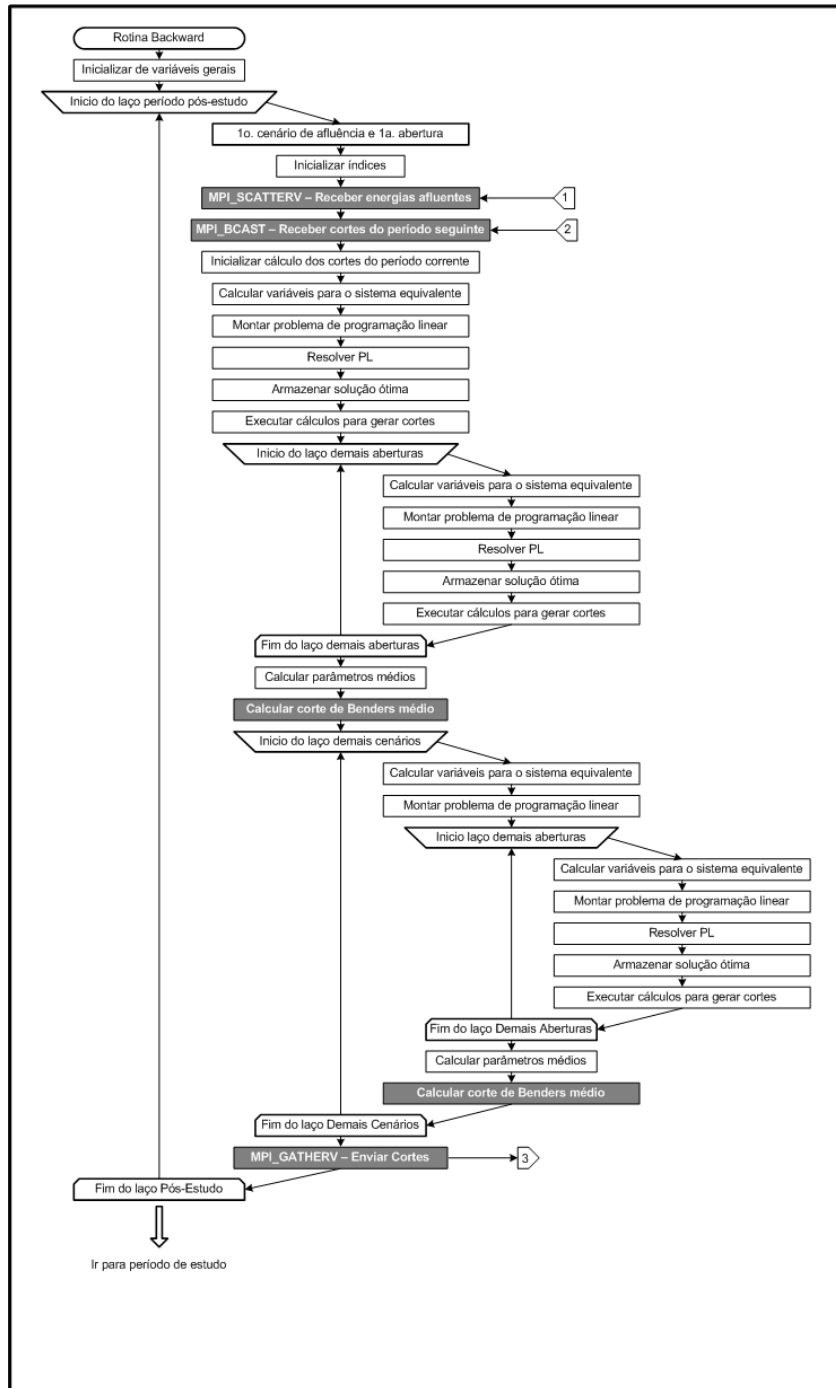 Rotina Backward
Inicializar de variáveis gerais
Inicio do laço período pós-estudo
1o. cenário de afluência e 1a. abertura
Inicializar índices
MPI_SCATTERV – Receber energias afluentes
1
MPI_BCAST – Receber cortes do período seguinte
2
Inicializar cálculo dos cortes do período corrente
Calcular variáveis para o sistema equivalente
Montar problema de programação linear
Resolver PL
Armazenar solução ótima
Executar cálculos para gerar cortes
Inicio do laço demais aberturas
Calcular variáveis para o sistema equivalente
Montar problema de programação linear
Resolver PL
Armazenar solução ótima
Executar cálculos para gerar cortes
Fim do laço demais aberturas
Calcular parâmetros médios
Calcular corte de Benders médio
Inicio do laço demais cenários
Calcular variáveis para o sistema equivalente
Montar problema de programação linear
Inicio laço demais aberturas
Calcular variáveis para o sistema equivalente
Montar problema de programação linear
Resolver PL
Armazenar solução ótima
Executar cálculos para gerar cortes
Fim do laço Demais Aberturas
Calcular parâmetros médios
Calcular corte de Benders médio
Fim do laço Demais Cenários
MPI_GATHERV – Enviar Cortes
3
Fim do laço Pós-Estudo
Ir para período de estudo